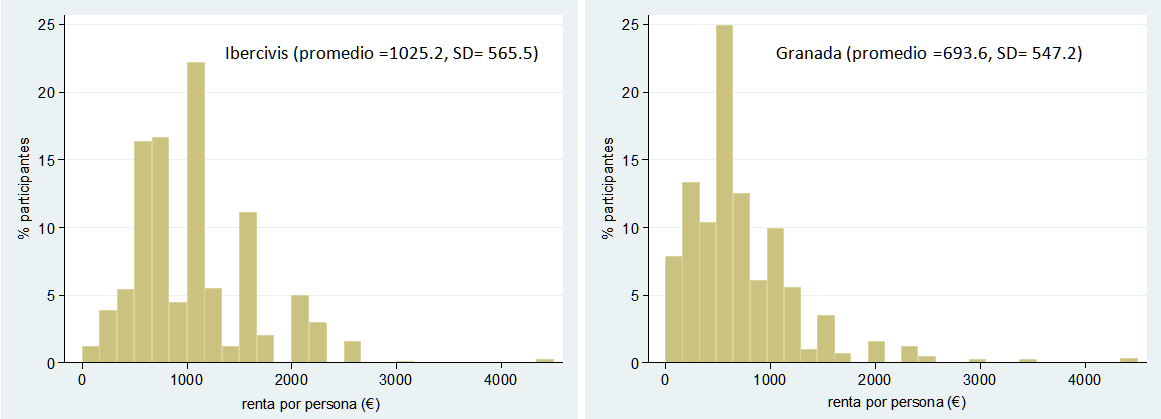 Ibercivis (promedio =1025.2, SD= 565.5)
% participantes
25
20
15
10
5
0
0 1000 2000 3000 4000
renta por persona (€)
Granada (promedio =693.6, SD= 547.2)
% participantes
25
20
15
10
5
0
0 1000 2000 3000 4000
renta por persona (€)